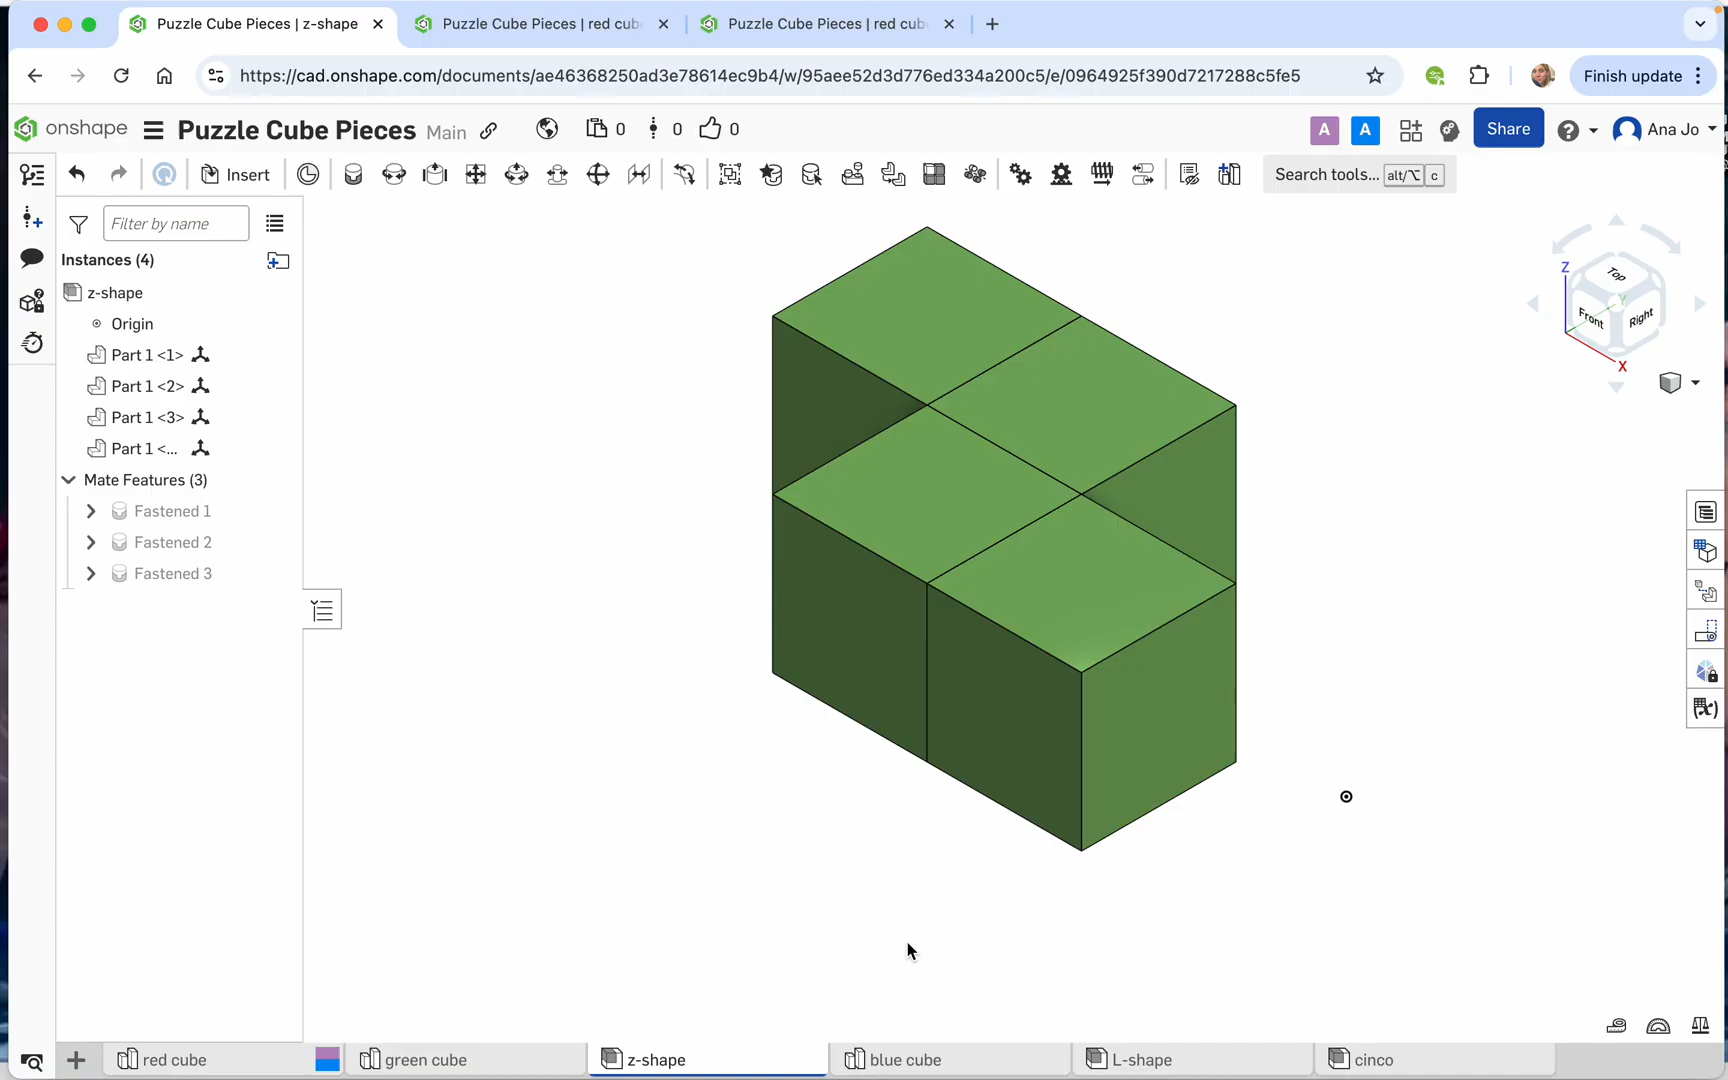 Puzzle Cube Pieces | z-shape
Puzzle Cube Pieces | red cub
Puzzle Cube Pieces | red cub
https://cad.onshape.com/documents/ae46368250ad3e78614ec9b4/w/95aee52d3d776ed334a200c5/e/0964925f390d7217288c5fe5
Finish update
onshape
Puzzle Cube Pieces Main
0
0
0
A
A
Share
Ana Jo
Insert
Search tools... alt/⌥ c
Filter by name
Instances (4)
z-shape
Origin
Part 1 <1>
Part 1 <2>
Part 1 <3>
Part 1 <...
Mate Features (3)
Fastened 1
Fastened 2
Fastened 3
Z
Top
Y
Front
Right
X
(x)
red cube
green cube
z-shape
blue cube
L-shape
cinco